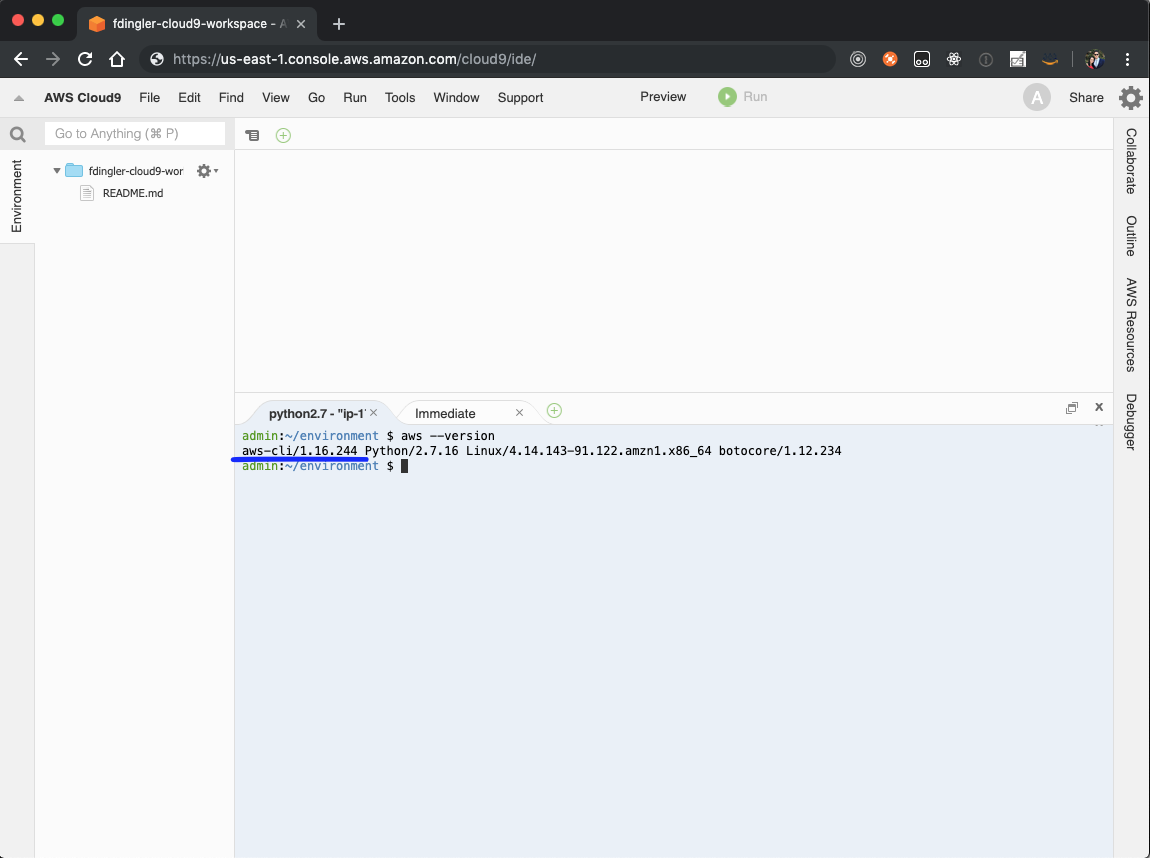 fdingler-cloud9-workspace - A
https://us-east-1.console.aws.amazon.com/cloud9/ide/
AWS Cloud9 File Edit Find View Go Run Tools Window Support Preview Run A Share
Go to Anything (⌘ P)
Environment
fdingler-cloud9-wor
README.md
Collaborate
Outline
AWS Resources
Debugger
python2.7 - "ip-1 Immediate
admin:~/environment $ aws --version
aws-cli/1.16.244 Python/2.7.16 Linux/4.14.143-91.122.amzn1.x86_64 botocore/1.12.234
admin:~/environment $